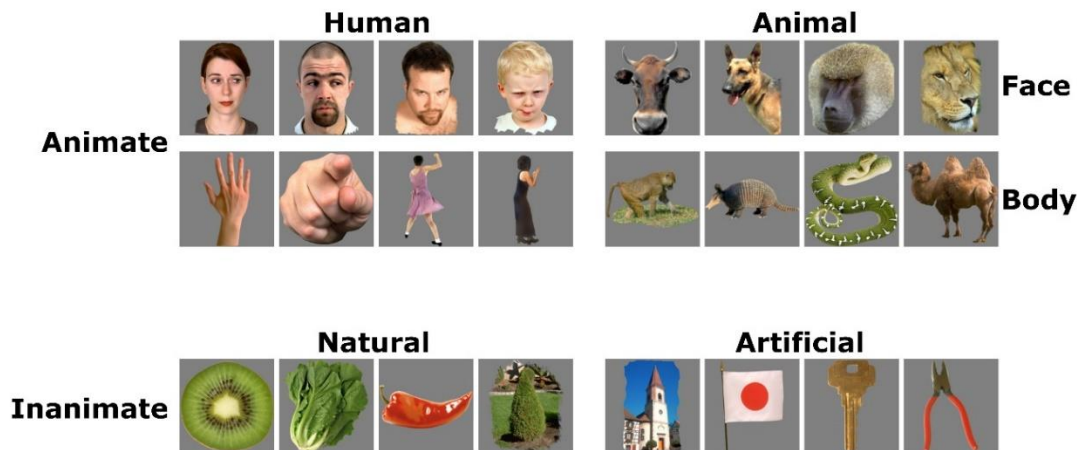 Human
Animal
Animate
Face
Body
Natural
Artificial
Inanimate